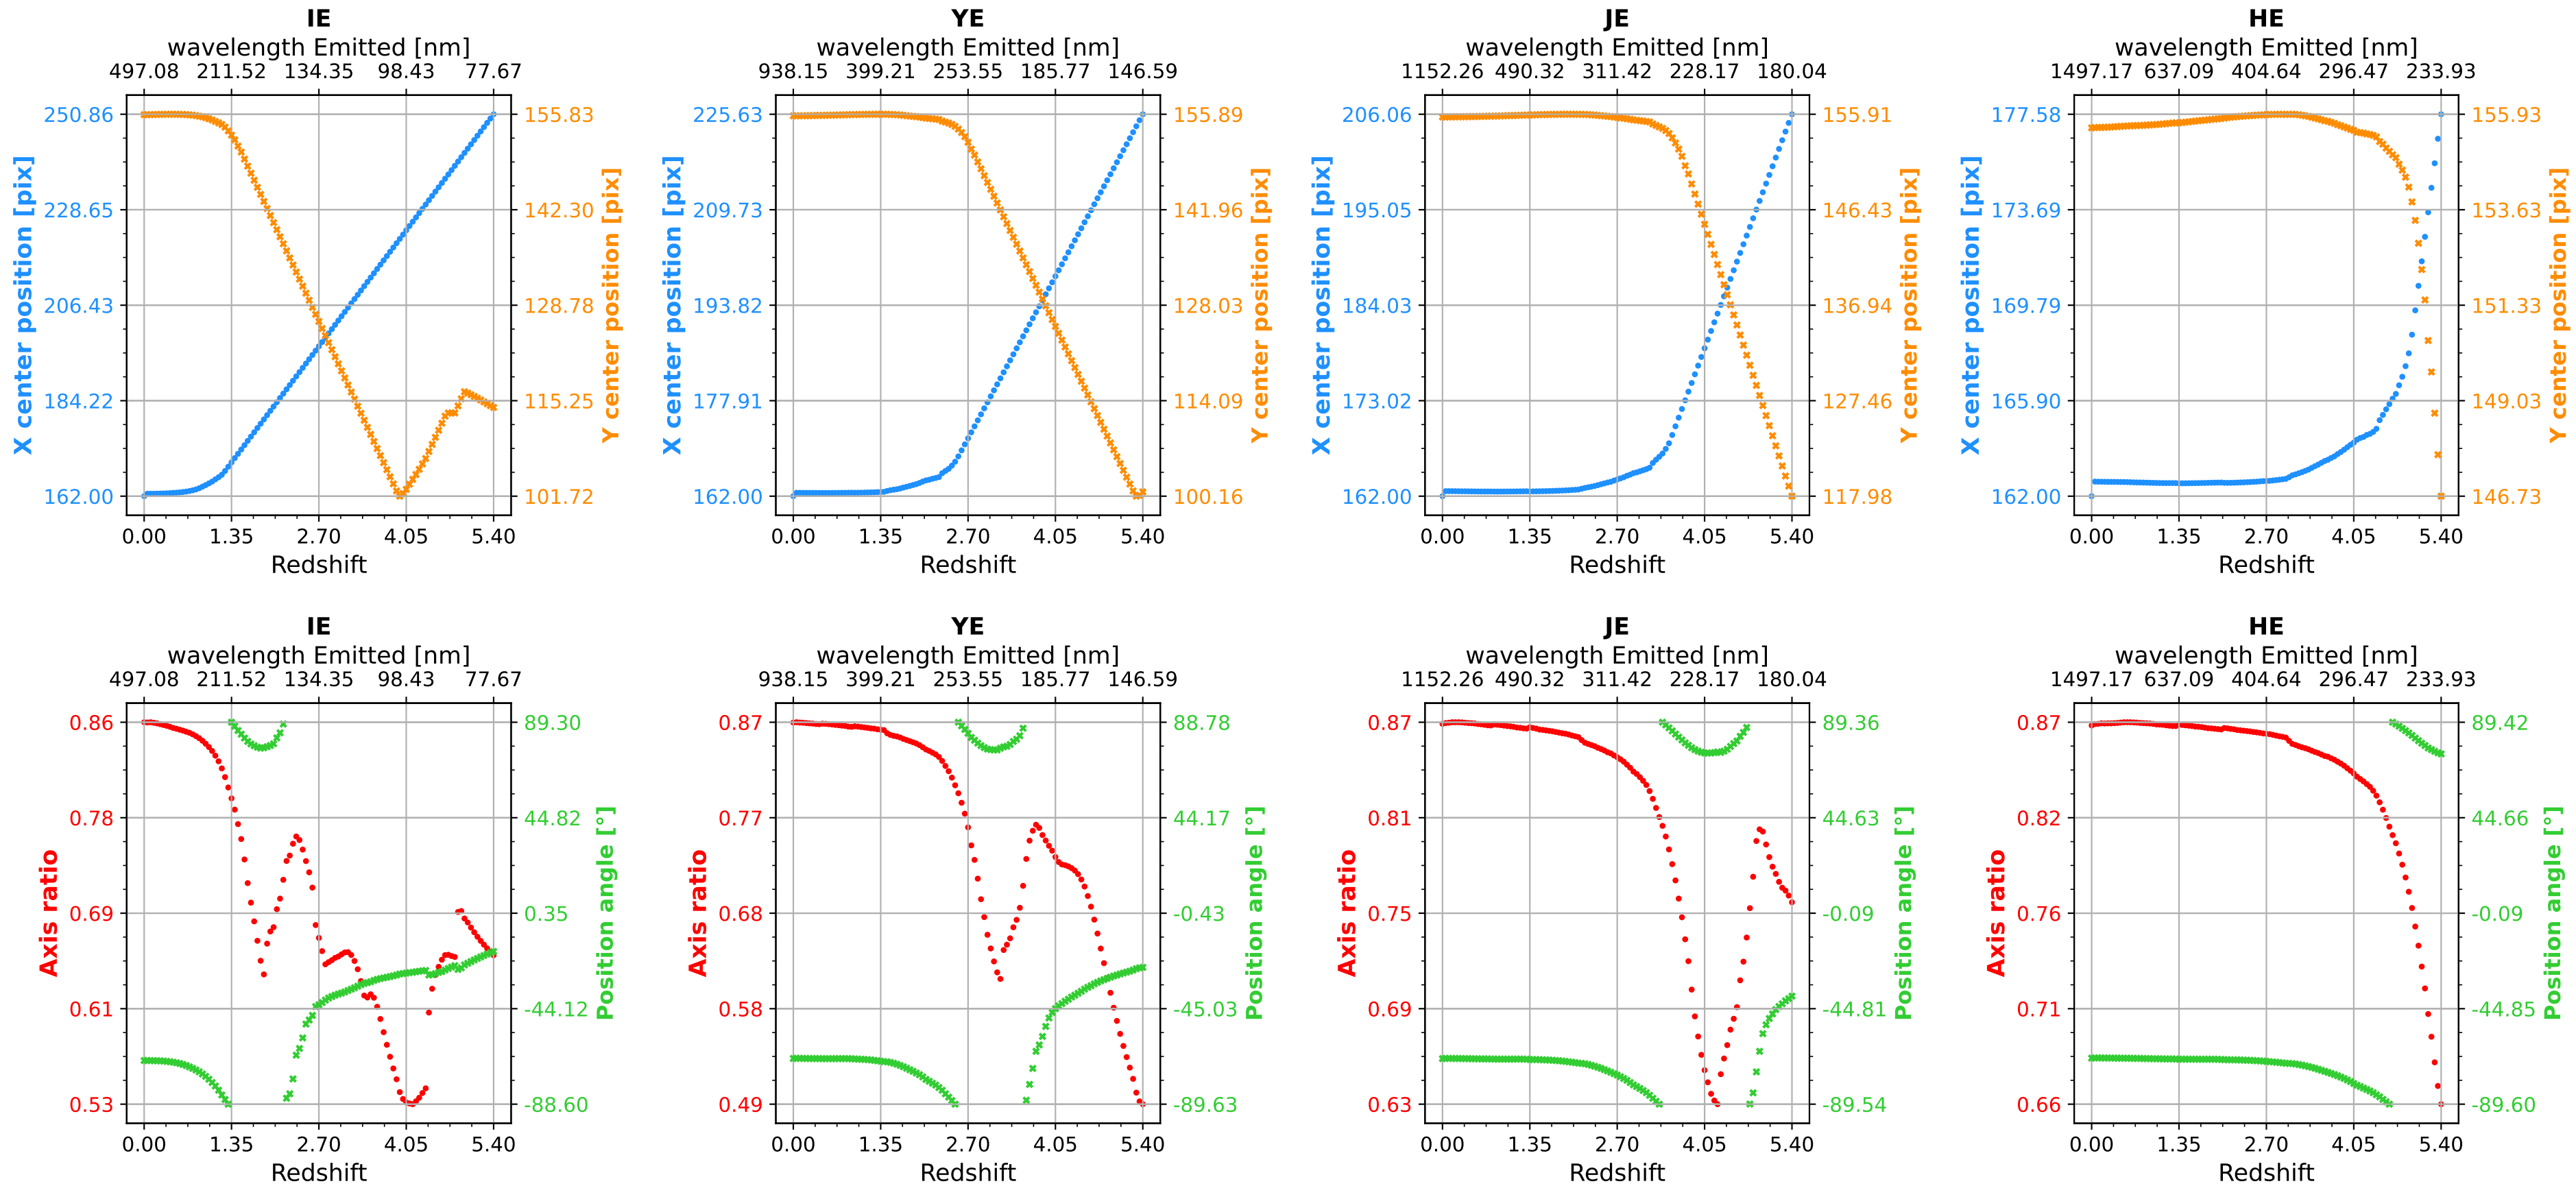 IE
wavelength Emitted [nm]
497.08 211.52 134.35 98.43 77.67
250.86
228.65
206.43
184.22
162.00
X center position [pix]
155.83
142.30
128.78
115.25
101.72
Y center position [pix]
0.00 1.35 2.70 4.05 5.40
Redshift
YE
wavelength Emitted [nm]
938.15 399.21 253.55 185.77 146.59
225.63
209.73
193.82
177.91
162.00
X center position [pix]
155.89
141.96
128.03
114.09
100.16
Y center position [pix]
0.00 1.35 2.70 4.05 5.40
Redshift
JE
wavelength Emitted [nm]
1152.26 490.32 311.42 228.17 180.04
206.06
195.05
184.03
173.02
162.00
X center position [pix]
155.91
146.43
136.94
127.46
117.98
Y center position [pix]
0.00 1.35 2.70 4.05 5.40
Redshift
HE
wavelength Emitted [nm]
1497.17 637.09 404.64 296.47 233.93
177.58
173.69
169.79
165.90
162.00
X center position [pix]
155.93
153.63
151.33
149.03
146.73
Y center position [pix]
0.00 1.35 2.70 4.05 5.40
Redshift
IE
wavelength Emitted [nm]
497.08 211.52 134.35 98.43 77.67
0.86
0.78
0.69
0.61
0.53
Axis ratio
89.30
44.82
0.35
-44.12
-88.60
Position angle [°]
0.00 1.35 2.70 4.05 5.40
Redshift
YE
wavelength Emitted [nm]
938.15 399.21 253.55 185.77 146.59
0.87
0.77
0.68
0.58
0.49
Axis ratio
88.78
44.17
-0.43
-45.03
-89.63
Position angle [°]
0.00 1.35 2.70 4.05 5.40
Redshift
JE
wavelength Emitted [nm]
1152.26 490.32 311.42 228.17 180.04
0.87
0.81
0.75
0.69
0.63
Axis ratio
89.36
44.63
-0.09
-44.81
-89.54
Position angle [°]
0.00 1.35 2.70 4.05 5.40
Redshift
HE
wavelength Emitted [nm]
1497.17 637.09 404.64 296.47 233.93
0.87
0.82
0.76
0.71
0.66
Axis ratio
89.42
44.66
-0.09
-44.85
-89.60
Position angle [°]
0.00 1.35 2.70 4.05 5.40
Redshift